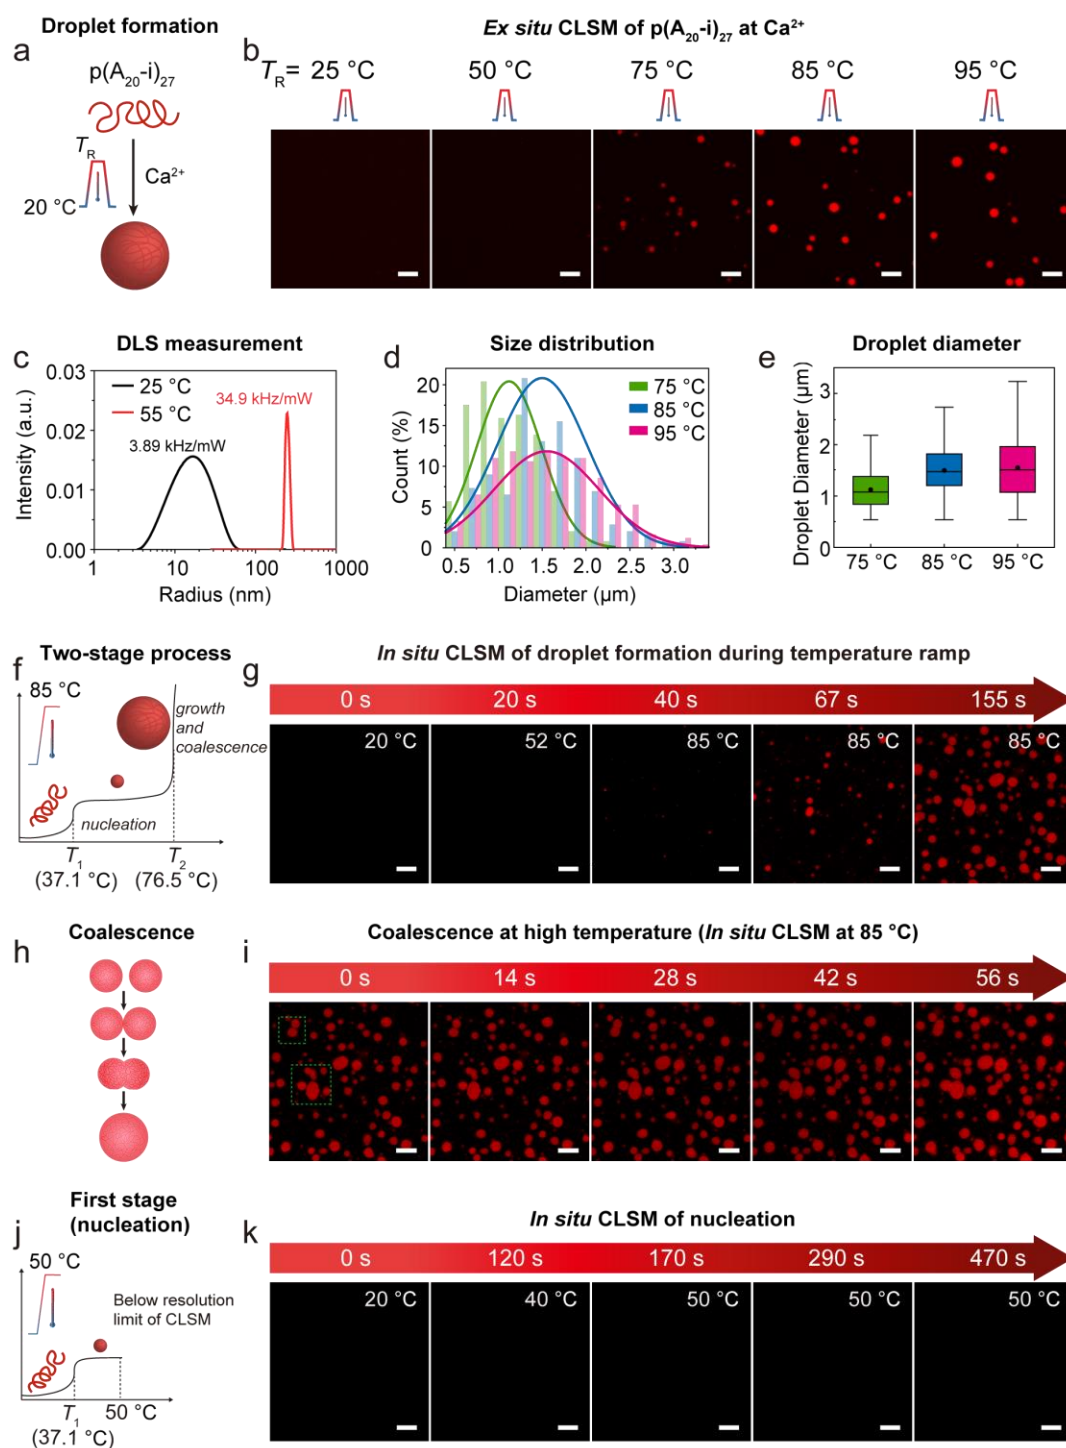 Droplet formation
a
p(A20-i)27
TR
Ca2+
20 °C
b
Ex situ CLSM of p(A20-i)27 at Ca2+
TR= 25 °C 50 °C 75 °C 85 °C 95 °C
c
DLS measurement
Intensity (a.u.)
0.03
0.02
0.01
0.00
25 °C
55 °C
34.9 kHz/mW
3.89 kHz/mW
1 10 100 1000
Radius (nm)
d
Size distribution
Count (%)
20
15
10
5
0
75 °C
85 °C
95 °C
0.5 1.0 1.5 2.0 2.5 3.0
Diameter (µm)
e
Droplet diameter
Droplet Diameter (µm)
3
2
1
0
75 °C 85 °C 95 °C
f
Two-stage process
85 °C
growth
and
coalescence
nucleation
T1 T2
(37.1 °C) (76.5 °C)
g
In situ CLSM of droplet formation during temperature ramp
0 s 20 s 40 s 67 s 155 s
20 °C 52 °C 85 °C 85 °C 85 °C
h
Coalescence
i
Coalescence at high temperature (In situ CLSM at 85 °C)
0 s 14 s 28 s 42 s 56 s
First stage
(nucleation)
j
50 °C
Below resolution
limit of CLSM
T1 50 °C
(37.1 °C)
k
In situ CLSM of nucleation
0 s 120 s 170 s 290 s 470 s
20 °C 40 °C 50 °C 50 °C 50 °C